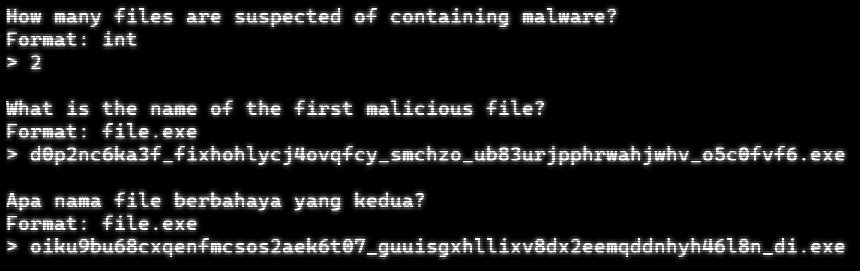 How many files are suspected of containing malware?
Format: int
> 2
What is the name of the first malicious file?
Format: file.exe
> d0p2nc6ka3f_fixhohlycj4ovqfcy_smchzo_ub83urjpphrwahjwhv_o5c0fvf6.exe
Apa nama file berbahaya yang kedua?
Format: file.exe
> oiku9bu68cxqenfmcsos2aek6t07_guuisgxhllixv8dx2eemqddnhyh46l8n_di.exe